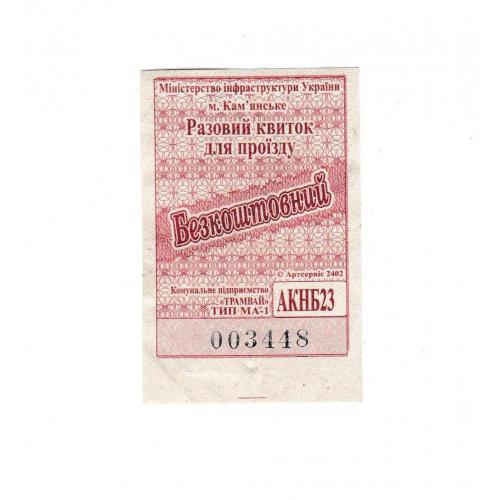 Міністерство інфраструктури України
м. Кам'янське
Разовий квиток
для проїзду
Безкоштовний
© Артсервіс 2402
Комунальне підприємство
«ТРАМВАЙ»
ТИП МА-1
АКНБ23
003448